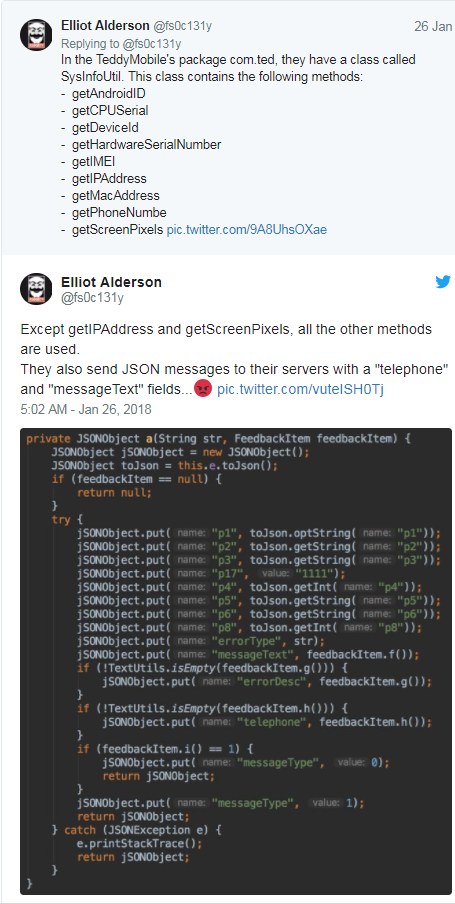 Elliot Alderson @fs0c131y 26 Jan
Replying to @fs0c131y
In the TeddyMobile's package com.ted, they have a class called
SysInfoUtil. This class contains the following methods:
- getAndroidID
- getCPUSerial
- getDeviceId
- getHardwareSerialNumber
- getIMEI
- getIPAddress
- getMacAddress
- getPhoneNumbe
- getScreenPixels pic.twitter.com/9A8UhsOXae
Elliot Alderson
@fs0c131y
Except getIPAddress and getScreenPixels, all the other methods
are used.
They also send JSON messages to their servers with a "telephone"
and "messageText" fields...😡 pic.twitter.com/vuteISH0Tj
5:02 AM - Jan 26, 2018
private JSONObject a(String str, FeedbackItem feedbackItem) {
JSONObject jSONObject = new JSONObject();
JSONObject toJson = this.e.toJson();
if (feedbackItem == null) {
return null;
}
try {
jSONObject.put( name: "p1", toJson.optString( name: "p1"));
jSONObject.put( name: "p2", toJson.getString( name: "p2"));
jSONObject.put( name: "p3", toJson.optString( name: "p3"));
jSONObject.put( name: "p17", value: "1111");
jSONObject.put( name: "p4", toJson.getInt( name: "p4"));
jSONObject.put( name: "p5", toJson.getString( name: "p5"));
jSONObject.put( name: "p6", toJson.getString( name: "p6"));
jSONObject.put( name: "p8", toJson.getInt( name: "p8"));
jSONObject.put( name: "errorType", str);
jSONObject.put( name: "messageText", feedbackItem.f());
if (!TextUtils.isEmpty(feedbackItem.g())) {
jSONObject.put( name: "errorDesc", feedbackItem.g());
}
if (!TextUtils.isEmpty(feedbackItem.h())) {
jSONObject.put( name: "telephone", feedbackItem.h());
}
if (feedbackItem.i() == 1) {
jSONObject.put( name: "messageType", value: 0);
return jSONObject;
}
jSONObject.put( name: "messageType", value: 1);
return jSONObject;
} catch (JSONException e) {
e.printStackTrace();
return jSONObject;
}
}